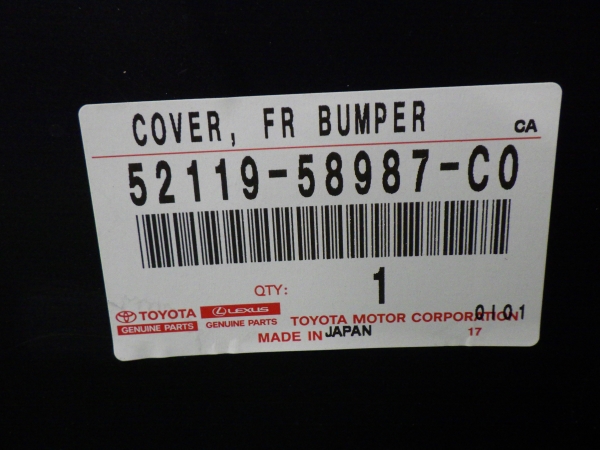 COVER, FR BUMPER CA
52119-58987-C0
QTY: 1
TOYOTA LEXUS
GENUINE PARTS GENUINE PARTS TOYOTA MOTOR CORPORATION 0101
MADE IN JAPAN 17